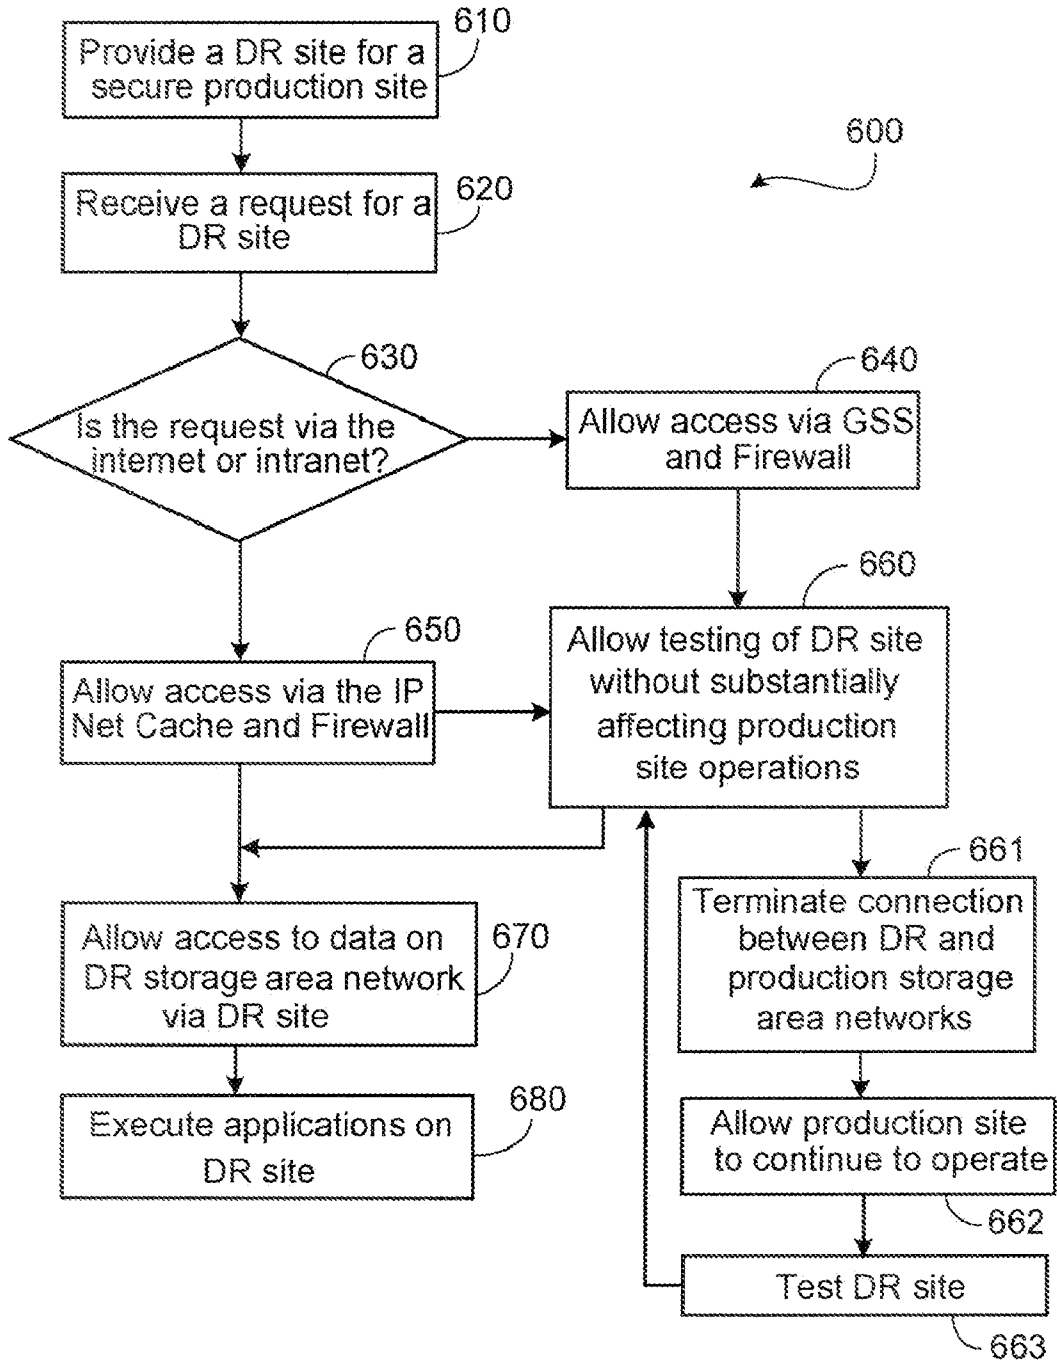 610
Provide a DR site for a
secure production site
600
620
Receive a request for a
DR site
630
Is the request via the
internet or intranet?
640
Allow access via GSS
and Firewall
650
Allow access via the IP
Net Cache and Firewall
660
Allow testing of DR site
without substantially
affecting production
site operations
661
Terminate connection
between DR and
production storage
area networks
670
Allow access to data on
DR storage area network
via DR site
680
Execute applications on
DR site
Allow production site
to continue to operate
662
Test DR site
663